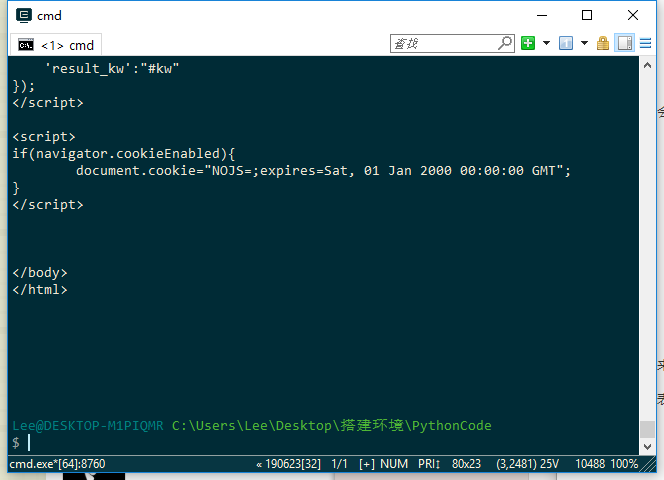 cmd
<1> cmd
查找
'result_kw':"#kw"
});
</script>
<script>
if(navigator.cookieEnabled){
document.cookie="NOJS=;expires=Sat, 01 Jan 2000 00:00:00 GMT";
}
</script>
</body>
</html>
Lee@DESKTOP-M1PIQMR C:\Users\Lee\Desktop\搭建环境\PythonCode
$
cmd.exe*[64]:8760 « 190623[32] 1/1 [+] NUM PRI↕ 80x23 (3,2481) 25V 10488 100%